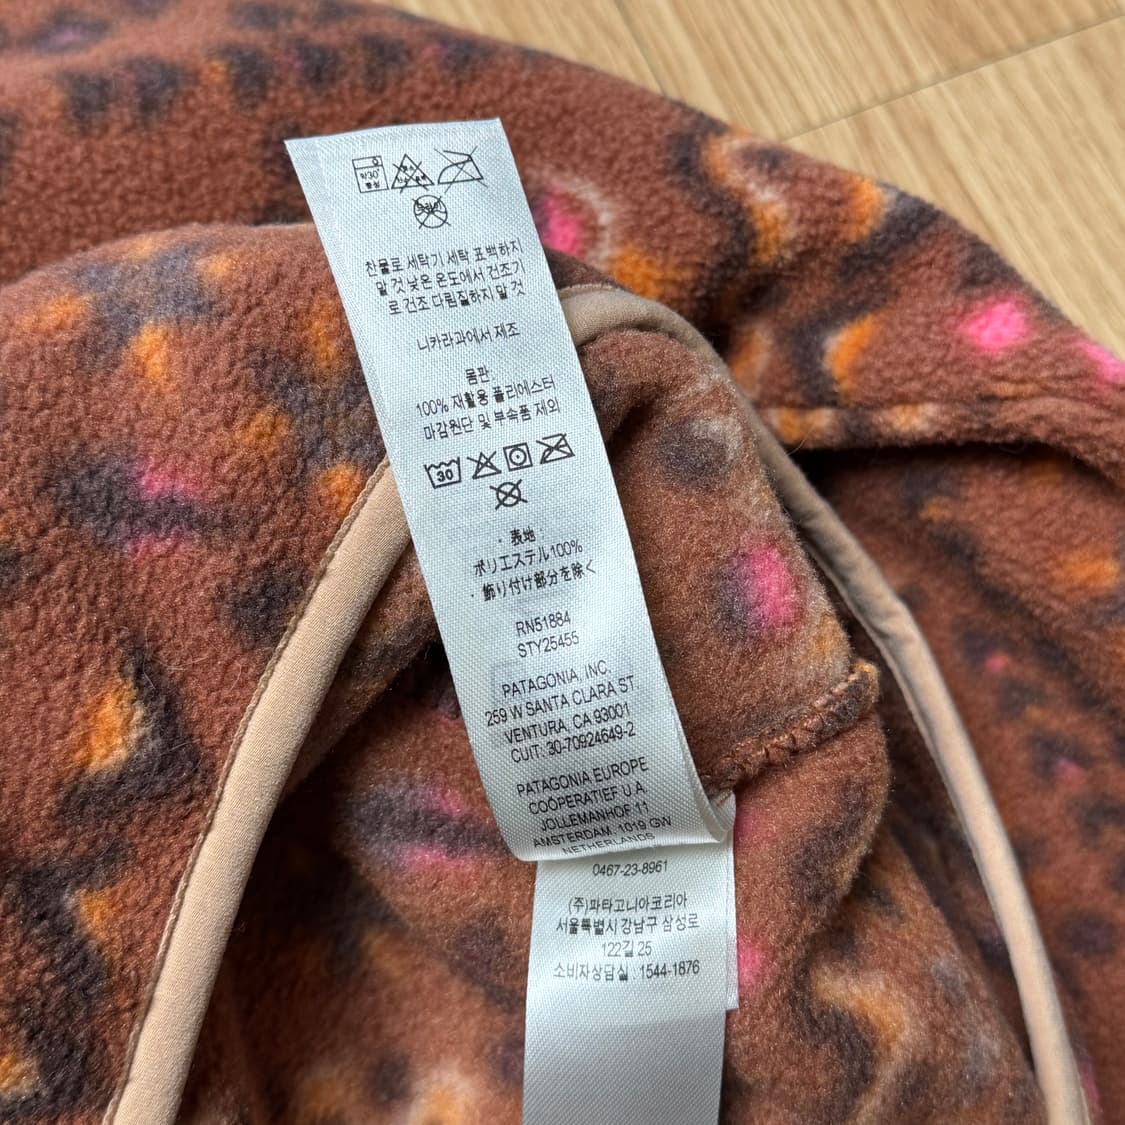 약30°
중성
찬물로 세탁기 세탁 표백하지
말 것 낮은 온도에서 건조기
로 건조 다림질하지 말 것
니카라과에서 제조
몸판:
100% 재활용 폴리에스터
마감원단 및 부속품 제외
30
・表地
ポリエステル100%
・飾り付け部分を除く
RN51884
STY25455
PATAGONIA, INC.
259 W SANTA CLARA ST.
VENTURA, CA 93001
CUIT. 30-70924649-2
PATAGONIA EUROPE
COÖPERATIEF U.A.
JOLLEMANHOF 11
AMSTERDAM, 1019 GW
NETHERLANDS
0467-23-8961
(주)파타고니아코리아
서울특별시 강남구 삼성로
122길 25
소비자상담실 : 1544-1876